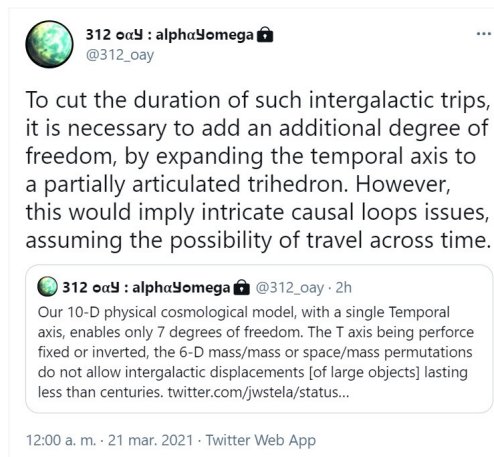 312 oαყ : alphαყomega
@312_oay
To cut the duration of such intergalactic trips,
it is necessary to add an additional degree of
freedom, by expanding the temporal axis to
a partially articulated trihedron. However,
this would imply intricate causal loops issues,
assuming the possibility of travel across time.
312 oαყ : alphαყomega @312_oay · 2h
Our 10-D physical cosmological model, with a single Temporal
axis, enables only 7 degrees of freedom. The T axis being perforce
fixed or inverted, the 6-D mass/mass or space/mass permutations
do not allow intergalactic displacements [of large objects] lasting
less than centuries. twitter.com/jwstela/status...
12:00 a. m. · 21 mar. 2021 · Twitter Web App